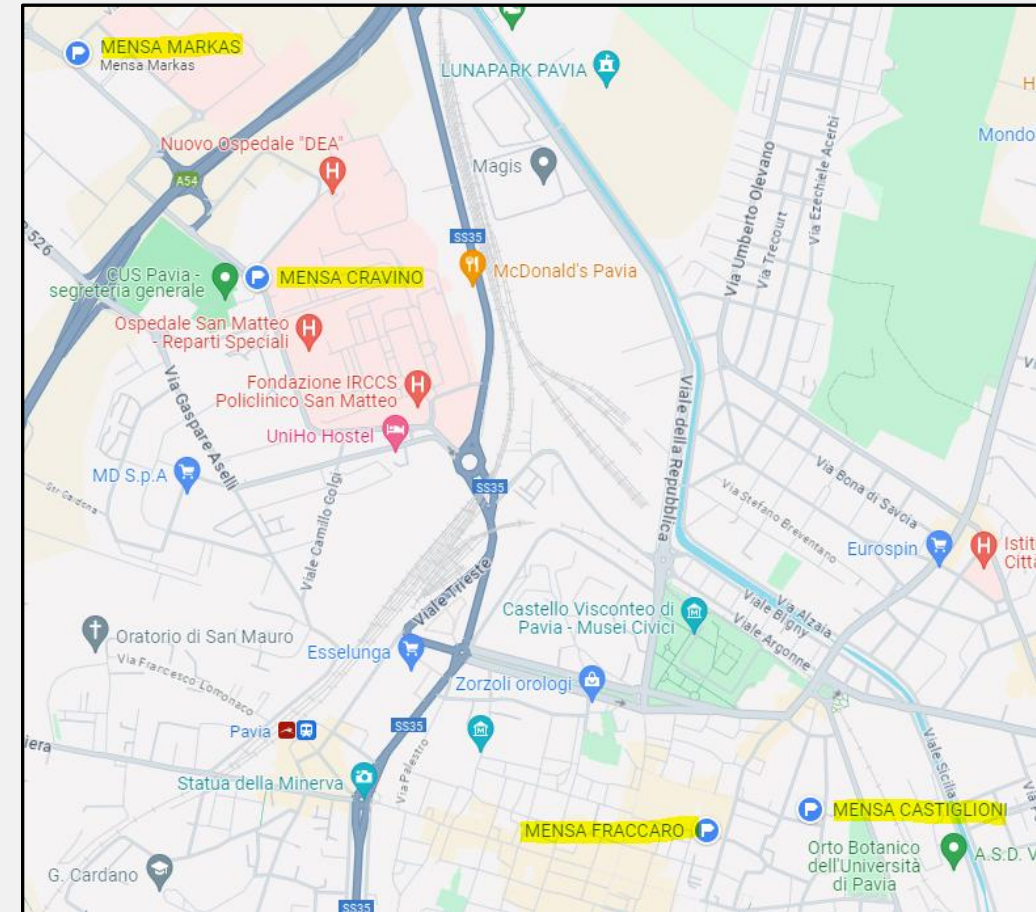 MENSA MARKAS
Mensa Markas
LUNAPARK PAVIA
H
Nuovo Ospedale "DEA"
Mondo
Magis
A54
Via Ezechiele Acerbi
Via Umberto Olevano
Via Trecourt
526
SS35
CUS Pavia -
segreteria generale
MENSA CRAVINO
McDonald's Pavia
Ospedale San Matteo
- Reparti Speciali
Fondazione IRCCS
Policlinico San Matteo
Via Gaspare Aselli
UniHo Hostel
Viale della Repubblica
MD S.p.A
Via Bona di Savoia
SS35
Via Stefano Breventano
Viale Camillo Golgi
Eurospin
Istit
Città
Viale Trieste
Castello Visconteo di
Pavia - Musei Civici
Via Alzaia
Viale Bligny
Viale Argonne
Oratorio di San Mauro
Esselunga
Via Francesco Lomonaco
Zorzoli orologi
Pavia
SS35
iera
Viale Sicilia
Statua della Minerva
Via Palestro
MENSA FRACCARO
MENSA CASTIGLIONI
Orto Botanico
dell'Università
di Pavia
A.S.D. V
G. Cardano
SS35